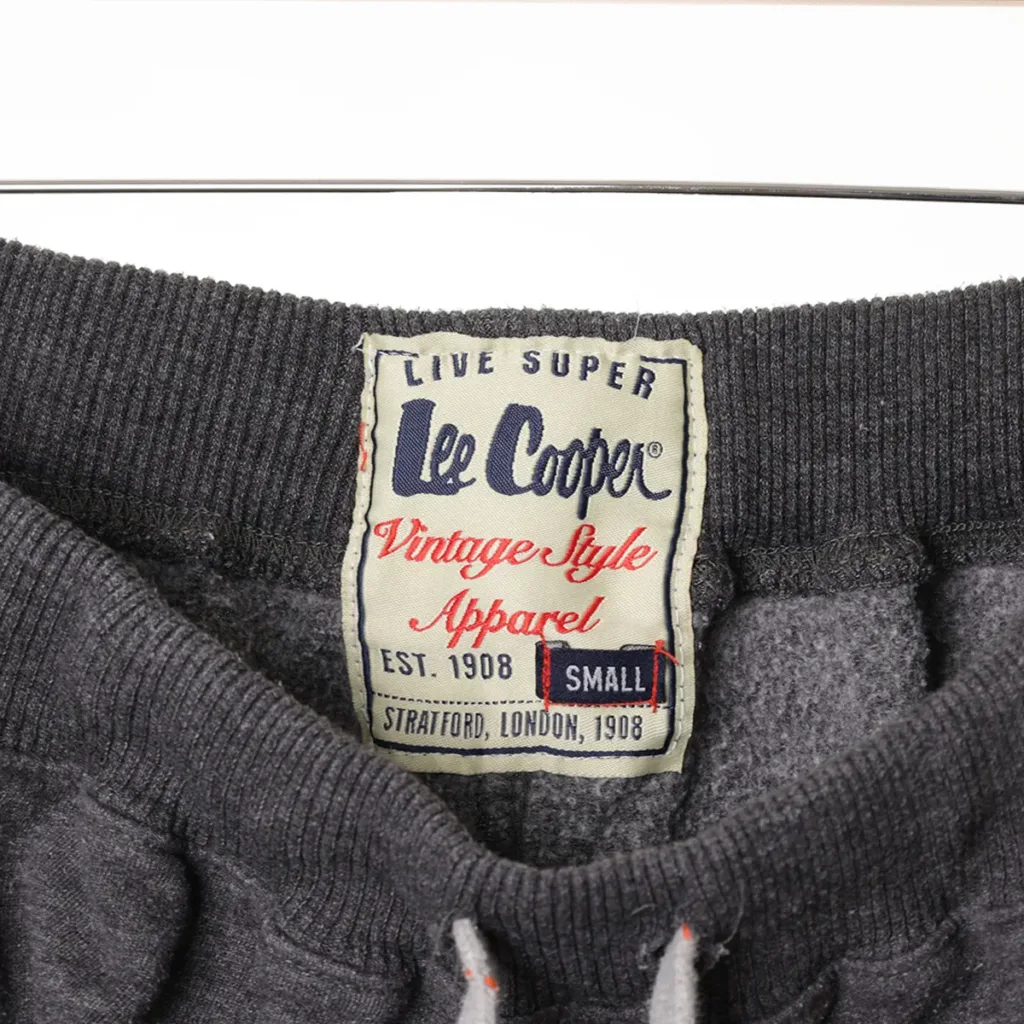 LIVE SUPER
Lee Cooper®
Vintage Style
Apparel
EST. 1908
SMALL
STRATFORD, LONDON, 1908